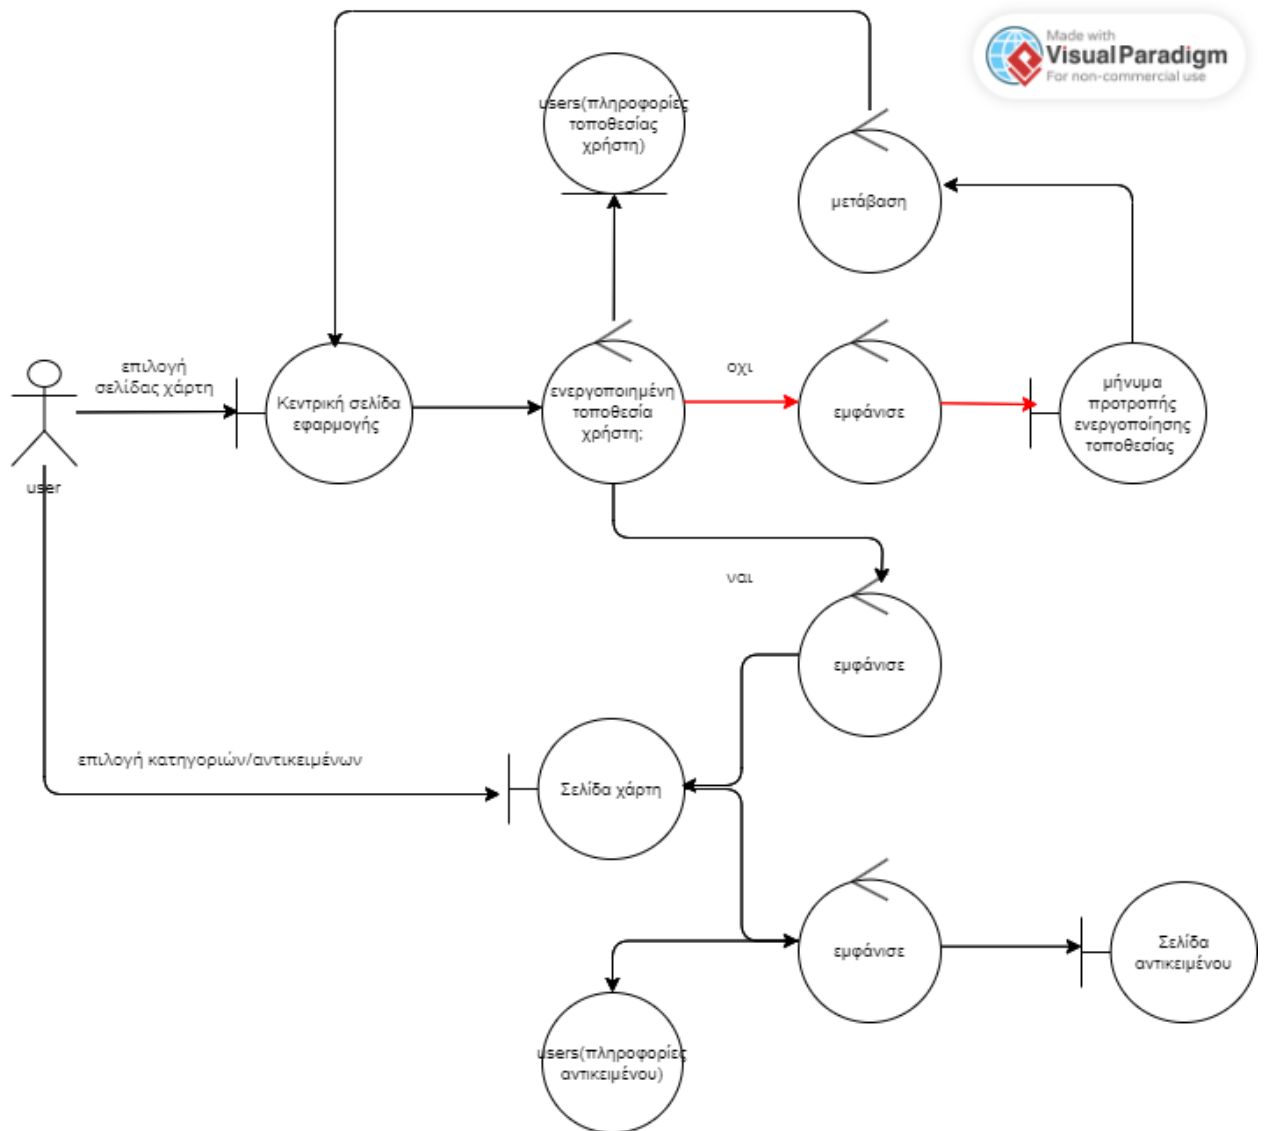 Made with
Visual Paradigm
For non-commercial use
users(πληροφορίες
τοποθεσίας
χρήστη)
μετάβαση
επιλογή
σελίδας χάρτη
user
Κεντρική σελίδα
εφαρμογής
ενεργοποιημένη
τοποθεσία
χρήστη;
οχι
εμφάνισε
μήνυμα
προτροπής
ενεργοποίησης
τοποθεσίας
ναι
εμφάνισε
επιλογή κατηγοριών/αντικειμένων
Σελίδα χάρτη
εμφάνισε
Σελίδα
αντικειμένου
users(πληροφορίες
αντικειμένου)